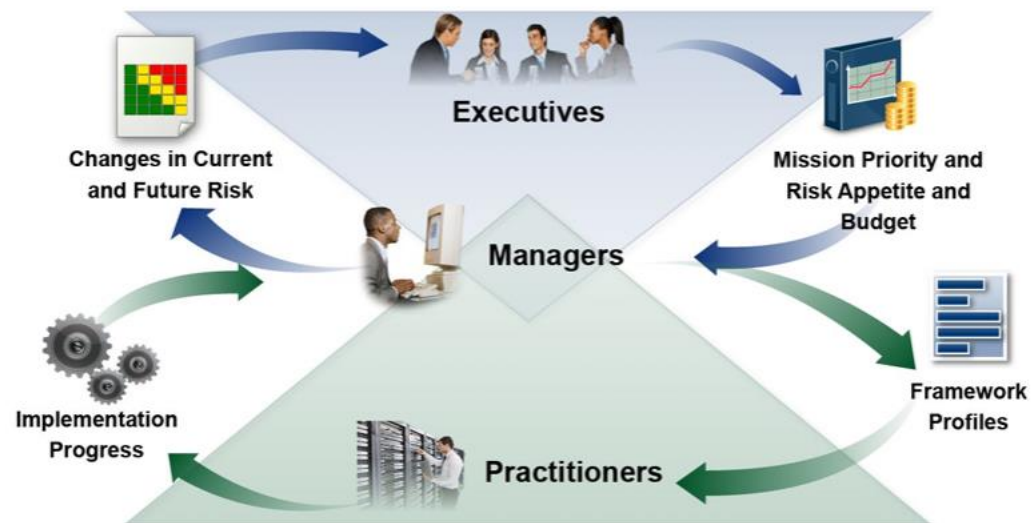 Executives
Changes in Current
and Future Risk
Mission Priority and
Risk Appetite and
Budget
Managers
Implementation
Progress
Framework
Profiles
Practitioners